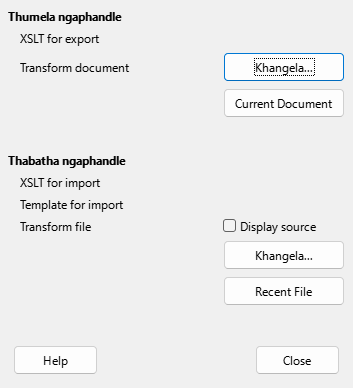 Thumela ngaphandle
XSLT for export
Transform document
Khangela...
Current Document
Thabatha ngaphandle
XSLT for import
Template for import
Transform file
Display source
Khangela...
Recent File
Help
Close